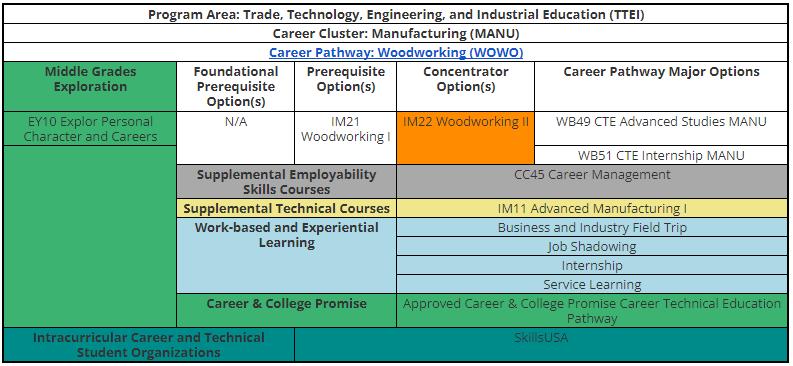 Program Area: Trade, Technology, Engineering, and Industrial Education (TTEI)
Career Cluster: Manufacturing (MANU)
Career Pathway: Woodworking (WOWO)
Middle Grades
Exploration
Foundational
Prerequisite
Option(s)
Prerequisite
Option(s)
Concentrator
Option(s)
Career Pathway Major Options
EY10 Explor Personal
Character and Careers
N/A
IM21
Woodworking I
IM22 Woodworking II
WB49 CTE Advanced Studies MANU
WB51 CTE Internship MANU
Supplemental Employability
Skills Courses
CC45 Career Management
Supplemental Technical Courses
IM11 Advanced Manufacturing I
Work-based and Experiential
Learning
Business and Industry Field Trip
Job Shadowing
Internship
Service Learning
Career & College Promise
Approved Career & College Promise Career Technical Education
Pathway
Intracurricular Career and Technical
Student Organizations
SkillsUSA